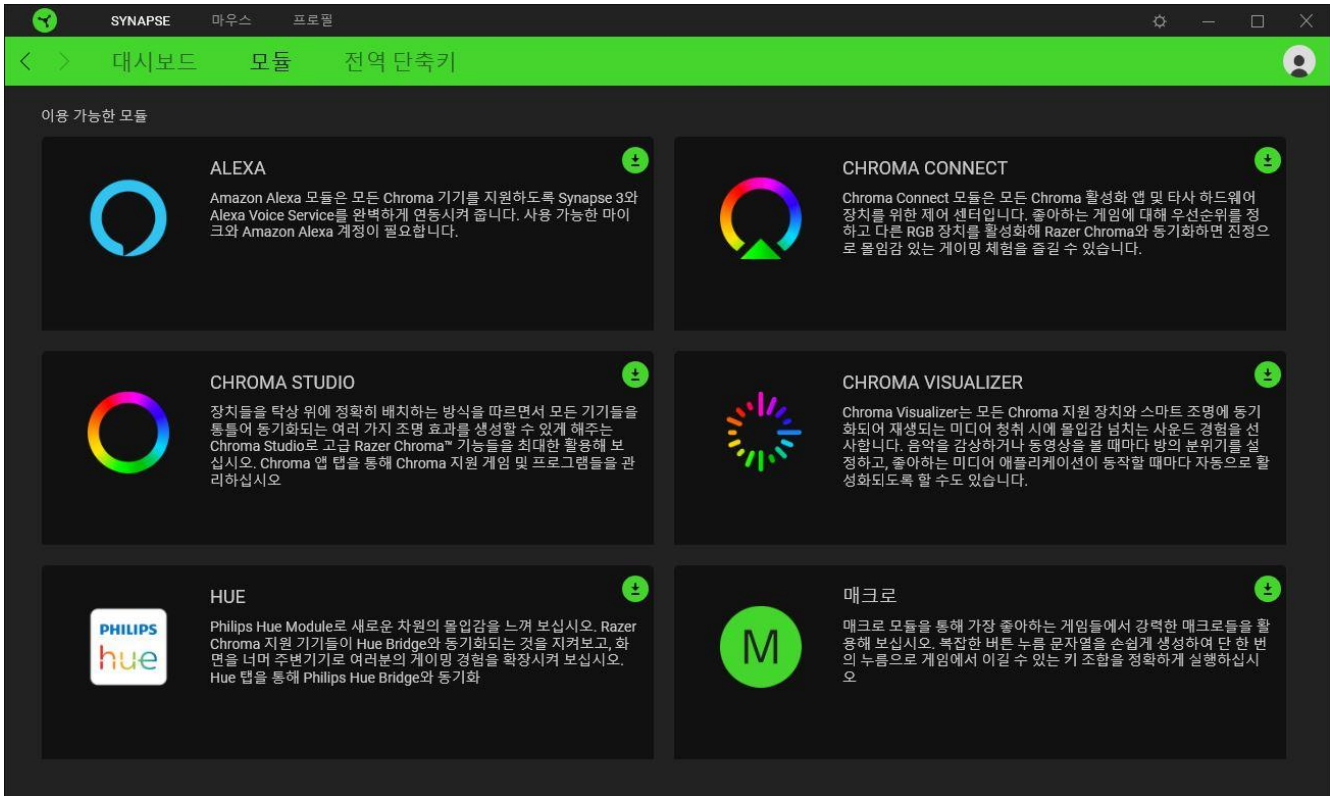 SYNAPSE 마우스 프로필
대시보드 모듈 전역 단축키
이용 가능한 모듈
ALEXA
Amazon Alexa 모듈은 모든 Chroma 기기를 지원하도록 Synapse 3와
Alexa Voice Service를 완벽하게 연동시켜 줍니다. 사용 가능한 마이
크와 Amazon Alexa 계정이 필요합니다.
CHROMA CONNECT
Chroma Connect 모듈은 모든 Chroma 활성화 앱 및 타사 하드웨어
장치를 위한 제어 센터입니다. 좋아하는 게임에 대해 우선순위를 정
하고 다른 RGB 장치를 활성화해 Razer Chroma와 동기화하면 진정으
로 몰입감 있는 게이밍 체험을 즐길 수 있습니다.
CHROMA STUDIO
장치들을 탁상 위에 정확히 배치하는 방식을 따르면서 모든 기기들을
통틀어 동기화되는 여러 가지 조명 효과를 생성할 수 있게 해주는
Chroma Studio로 고급 Razer Chroma™ 기능들을 최대한 활용해 보
십시오. Chroma 앱 탭을 통해 Chroma 지원 게임 및 프로그램들을 관
리하십시오
CHROMA VISUALIZER
Chroma Visualizer는 모든 Chroma 지원 장치와 스마트 조명에 동기
화되어 재생되는 미디어 청취 시에 몰입감 넘치는 사운드 경험을 선
사합니다. 음악을 감상하거나 동영상을 볼 때마다 방의 분위기를 설
정하고, 좋아하는 미디어 애플리케이션이 동작할 때마다 자동으로 활
성화되도록 할 수도 있습니다.
PHILIPS
hue
HUE
Philips Hue Module로 새로운 차원의 몰입감을 느껴 보십시오. Razer
Chroma 지원 기기들이 Hue Bridge와 동기화되는 것을 지켜보고, 화
면을 너머 주변기기로 여러분의 게이밍 경험을 확장시켜 보십시오.
Hue 탭을 통해 Philips Hue Bridge와 동기화
M
매크로
매크로 모듈을 통해 가장 좋아하는 게임들에서 강력한 매크로들을 활
용해 보십시오. 복잡한 버튼 누름 문자열을 손쉽게 생성하여 단 한 번
의 누름으로 게임에서 이길 수 있는 키 조합을 정확하게 실행하십시
오